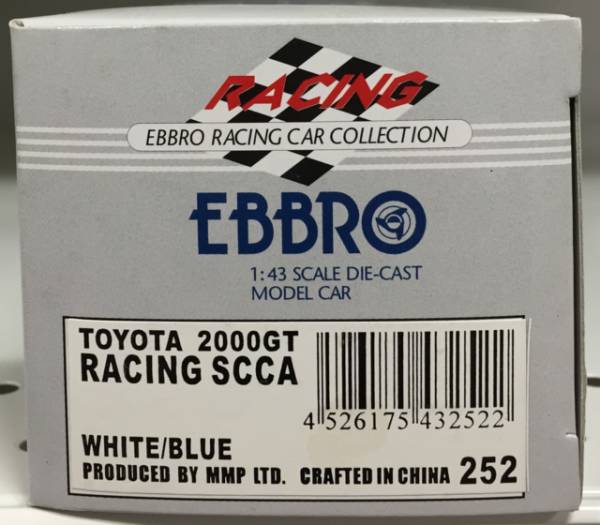 RACING
EBBRO RACING CAR COLLECTION
EBBRO
1:43 SCALE DIE-CAST
MODEL CAR
TOYOTA 2000GT
RACING SCCA
4 526175 432522
WHITE/BLUE
PRODUCED BY MMP LTD. CRAFTED IN CHINA 252